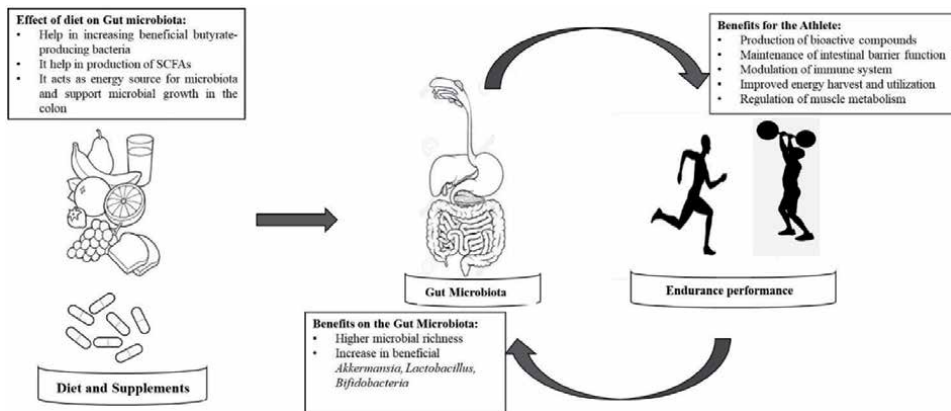 Effect of diet on Gut microbiota:
• Help in increasing beneficial butyrate-
producing bacteria
• It help in production of SCFAs
• It acts as energy source for microbiota
and support microbial growth in the
colon
Diet and Supplements
Gut Microbiota
Benefits on the Gut Microbiota:
• Higher microbial richness
• Increase in beneficial
Akkermansia, Lactobacillus,
Bifidobacteria
Benefits for the Athlete:
• Production of bioactive compounds
• Maintenance of intestinal barrier function
• Modulation of immune system
• Improved energy harvest and utilization
• Regulation of muscle metabolism
Endurance performance